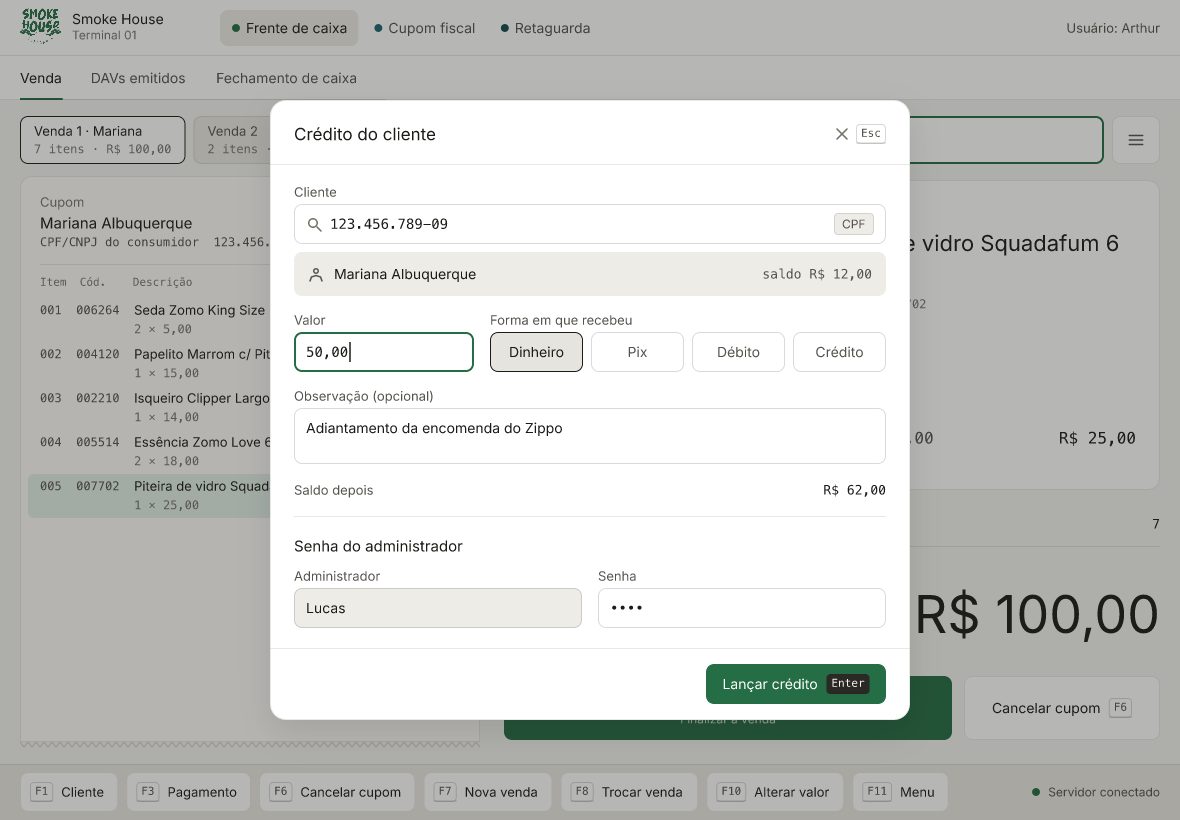 SMOKE
HOUSE
Smoke House
Terminal 01
Frente de caixa
Cupom fiscal
Retaguarda
Usuário: Arthur
Venda
DAVs emitidos
Fechamento de caixa
Venda 1 · Mariana
7 itens · R$ 100,00
Venda 2
2 itens ·
Cupom
Mariana Albuquerque
CPF/CNPJ do consumidor 123.456.
Item Cód. Descrição
001 006264 Seda Zomo King Size
2 × 5,00
002 004120 Papelito Marrom c/ Pit
1 × 15,00
003 002210 Isqueiro Clipper Largo
1 × 14,00
004 005514 Essência Zomo Love 6
2 × 18,00
005 007702 Piteira de vidro Squad
1 × 25,00
Crédito do cliente
Esc
Cliente
123.456.789-09
CPF
Mariana Albuquerque
saldo R$ 12,00
Valor
50,00
Forma em que recebeu
Dinheiro
Pix
Débito
Crédito
Observação (opcional)
Adiantamento da encomenda do Zippo
Saldo depois
R$ 62,00
Senha do administrador
Administrador
Lucas
Senha
••••
Lançar crédito Enter
e vidro Squadafum 6
02
,00
R$ 25,00
7
R$ 100,00
Finalizar a venda
Cancelar cupom F6
F1 Cliente
F3 Pagamento
F6 Cancelar cupom
F7 Nova venda
F8 Trocar venda
F10 Alterar valor
F11 Menu
Servidor conectado